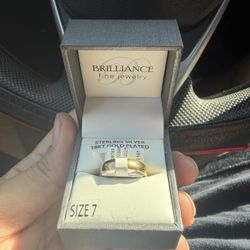 BRILLIANCE
fine jewelry
STERLING SILVER
18KT GOLD PLATED
SIZE 7